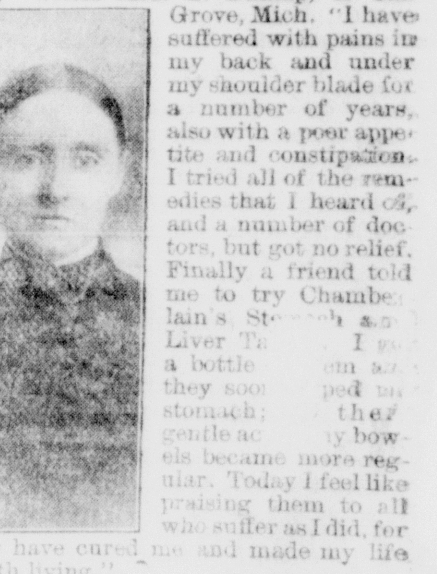 Grove, Mich. "I have
suffered with pains in
my back and under
my shoulder blade for
a number of years,
also with a poor appe-
tite and constipation.
I tried all of the rem-
edies that I heard of,
and a number of doc-
tors, but got no relief.
Finally a friend told
me to try Chamber-
lain's
Liver I
a bottle
they
stomach;
gentle bow-
els became more reg-
ular. Today I feel like
praising them to all
who suffer as I did, for
have cured me and made my life
living."